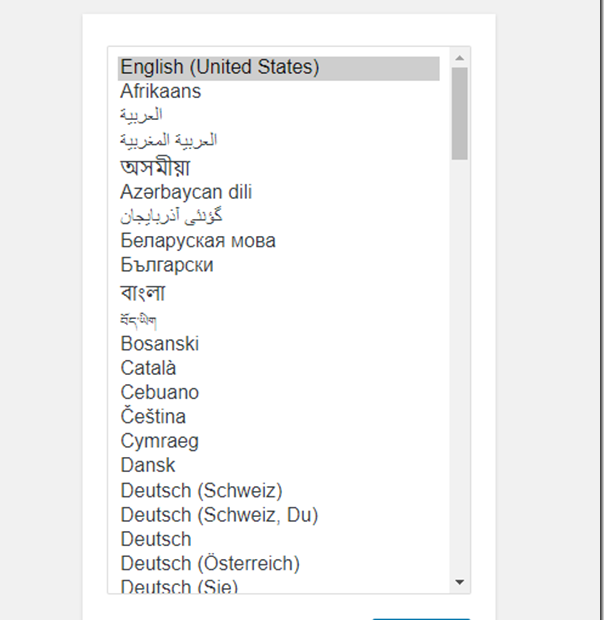 English (United States)
Afrikaans
العربية
العربية المغربية
অসমীয়া
Azərbaycan dili
گؤنئی آذربایجان
Беларуская мова
Български
বাংলা
བོད་ཡིག
Bosanski
Català
Cebuano
Čeština
Cymraeg
Dansk
Deutsch (Schweiz)
Deutsch (Schweiz, Du)
Deutsch
Deutsch (Österreich)
Deutsch (Sie)